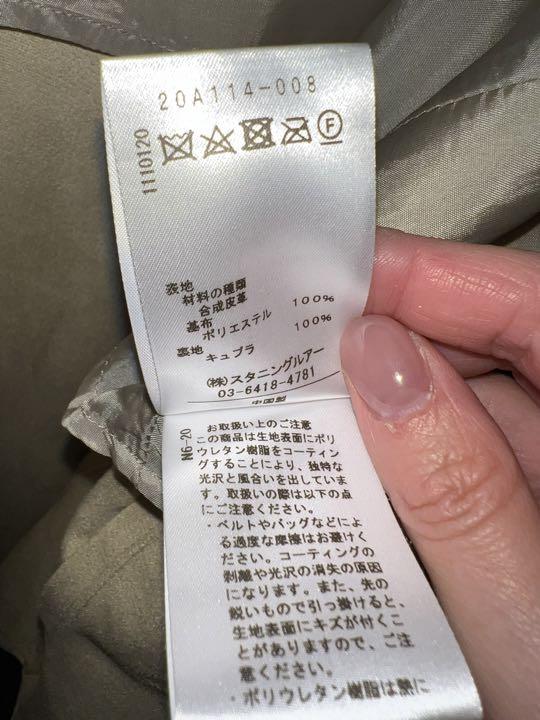 20A114-008
1110120
F
表地
材料の種類
合成皮革
基布
ポリエステル 100%
裏地
キュプラ 100%
(株)スタニングルアー
03-6418-4781
中国製
N6-20
お取扱い上のご注意
この商品は生地表面にポリ
ウレタン樹脂をコーティン
グすることにより、独特な
光沢と風合いを出していま
す。取扱いの際は以下の点
にご注意ください。
・ベルトやバッグなどによ
る過度な摩擦はお避けく
ださい。コーティングの
剥離や光沢の消失の原因
になります。また、先の
鋭いもので引っ掛けると、
生地表面にキズが付くこ
とがありますので、ご注
意ください。
・ポリウレタン樹脂は熱に